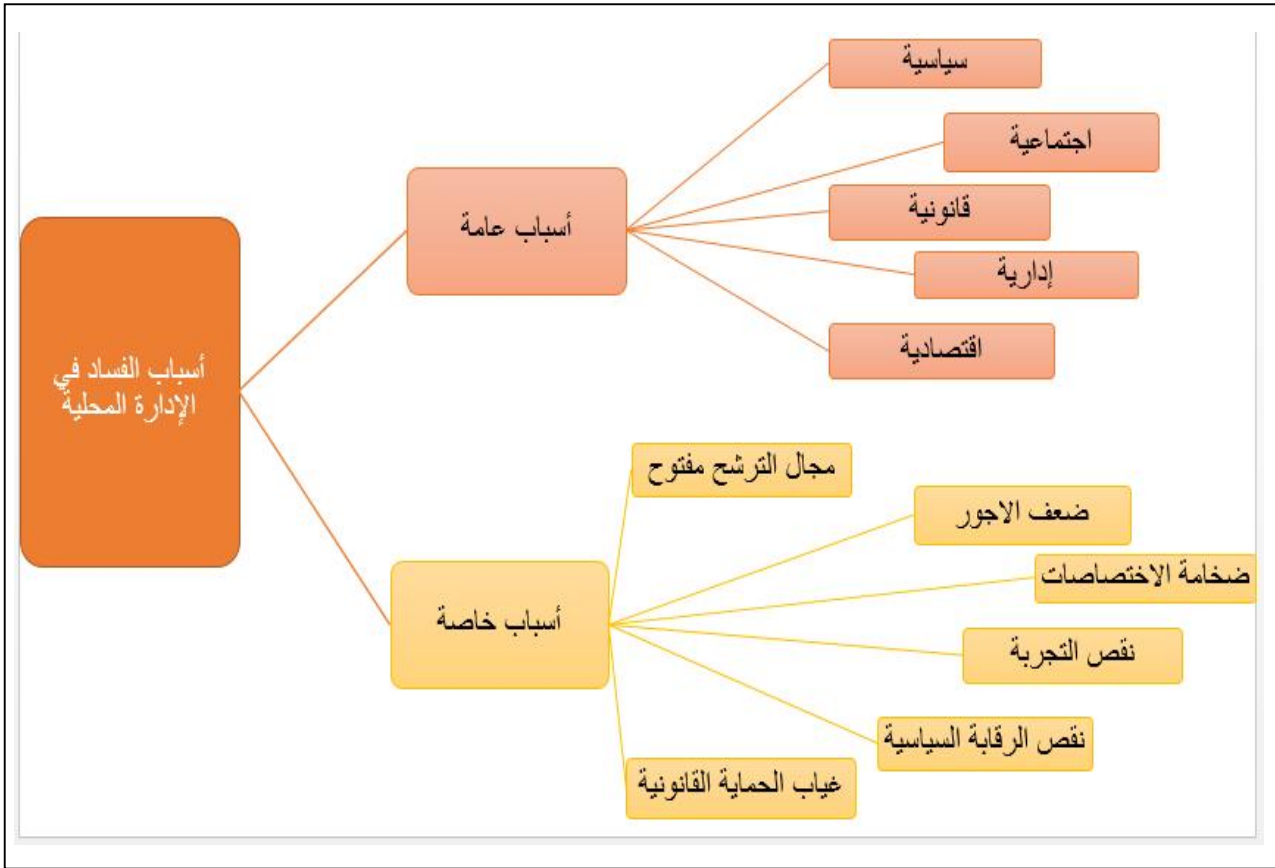 أسباب الفساد في
الإدارة المحلية
أسباب عامة
سياسية
اجتماعية
قانونية
إدارية
اقتصادية
أسباب خاصة
مجال الترشح مفتوح
ضعف الاجور
ضخامة الاختصاصات
نقص التجربة
نقص الرقابة السياسية
غياب الحماية القانونية